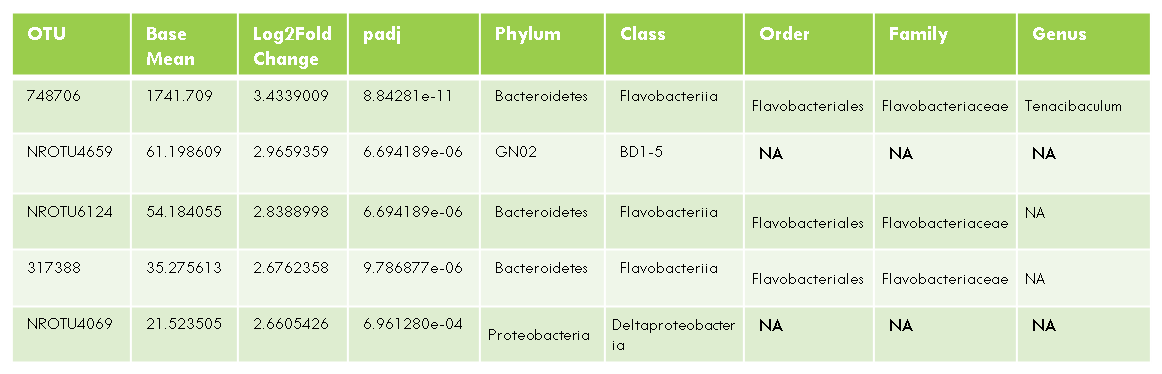 OTU Base Mean Log2Fold Change padj Phylum Class Order Family Genus
748706 1741.709 3.4339009 8.84281e-11 Bacteroidetes Flavobacteriia Flavobacteriales Flavobacteriaceae Tenacibaculum
NROTU4659 61.198609 2.9659359 6.694189e-06 GN02 BD1-5 NA NA NA
NROTU6124 54.184055 2.8388998 6.694189e-06 Bacteroidetes Flavobacteriia Flavobacteriales Flavobacteriaceae NA
317388 35.275613 2.6762358 9.786877e-06 Bacteroidetes Flavobacteriia Flavobacteriales Flavobacteriaceae NA
NROTU4069 21.523505 2.6605426 6.961280e-04 Proteobacteria Deltaproteobacter ia NA NA NA